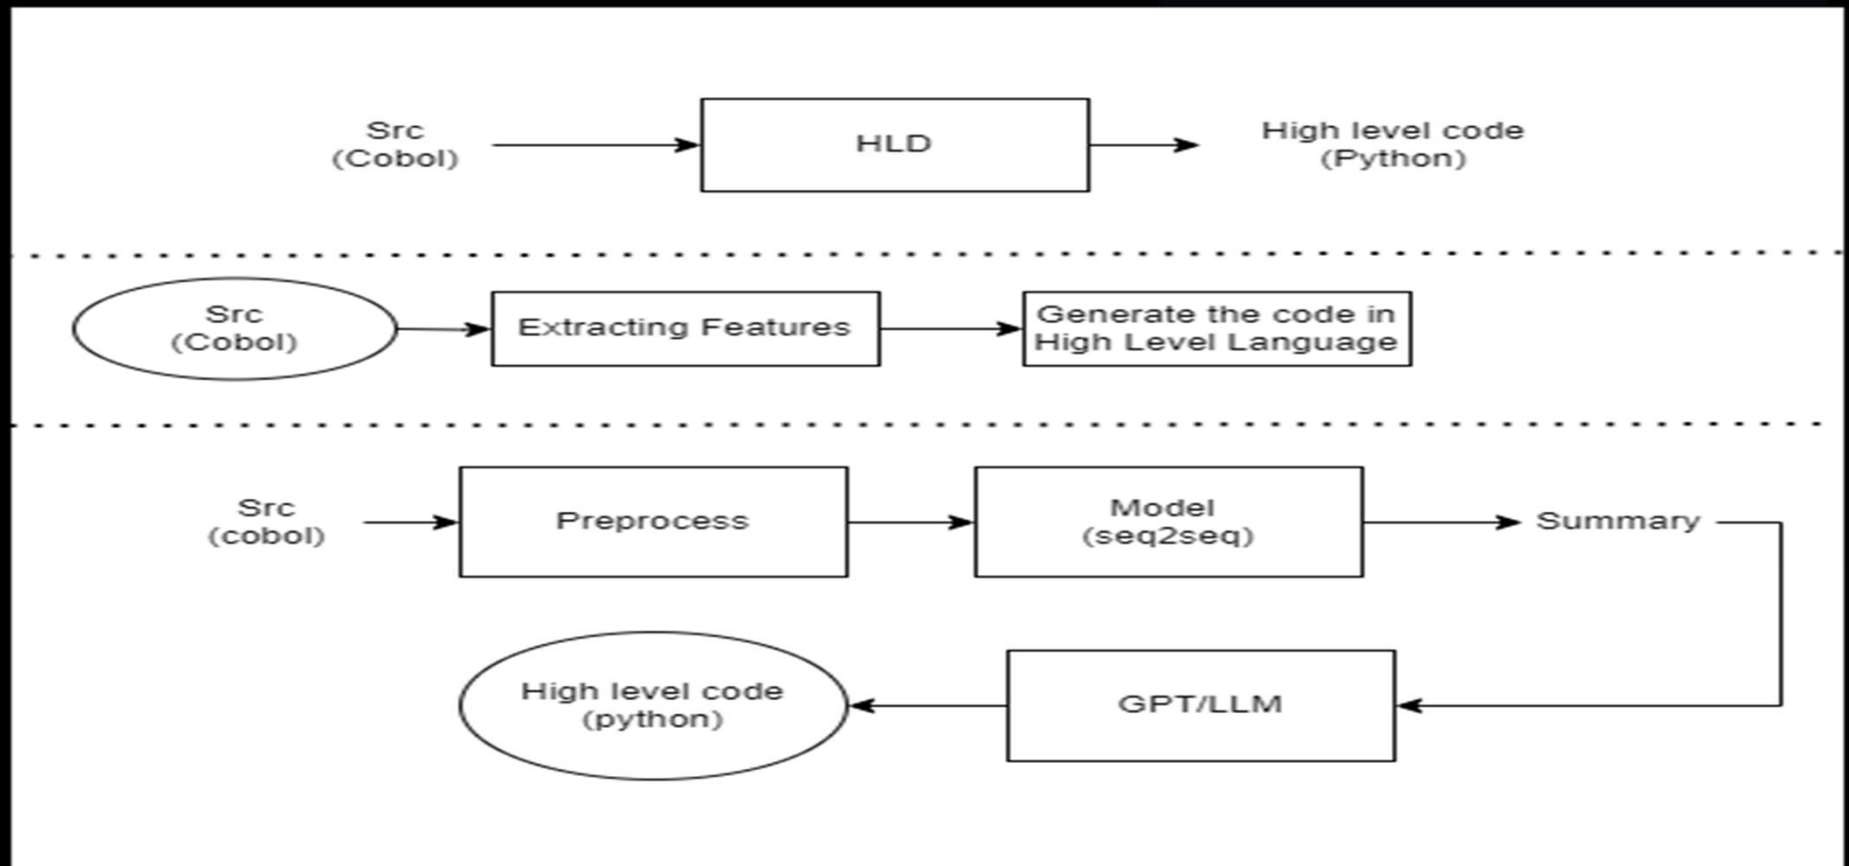 Src
(Cobol)
HLD
High level code
(Python)
Src
(Cobol)
Extracting Features
Generate the code in
High Level Language
Src
(cobol)
Preprocess
Model
(seq2seq)
Summary
High level code
(python)
GPT/LLM